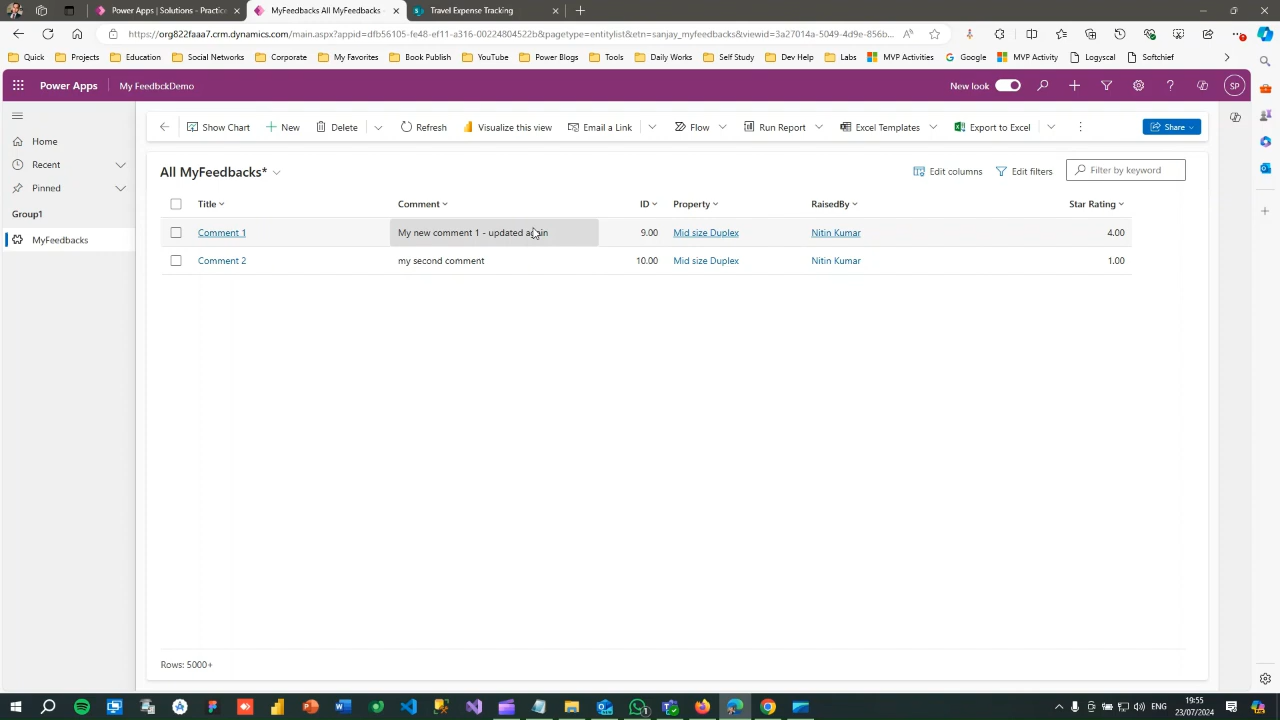 Power Apps | Solutions - Practice
MyFeedbacks All MyFeedbacks -
Travel Expense Tracking
https://org822faaa7.crm.dynamics.com/main.aspx?appid=dfb56105-fe48-ef11-a316-00224804522b&pagetype=entitylist&etn=sanjay_myfeedbacks&viewid=3a27014a-5049-4d9e-856b...
Quick Projects Education Social Networks Corporate My Favorites Book Publish YouTube Power Blogs Tools Daily Works Self Study Dev Help Labs MVP Activities Google MVP Activity Logysal Softchief
Power Apps My FeedbckDemo New look SP
Show Chart New Delete Refresh Visualize this view Email a Link Flow Run Report Excel Templates Export to Excel Share
Home
Recent
Pinned
Group1
MyFeedbacks
All MyFeedbacks* Edit columns Edit filters Filter by keyword
Title Comment ID Property RaisedBy Star Rating
Comment 1 My new comment 1 - updated again 9.00 Mid size Duplex Nitin Kumar 4.00
Comment 2 my second comment 10.00 Mid size Duplex Nitin Kumar 1.00
Rows: 5000+
ENG
19:55
23/07/2024